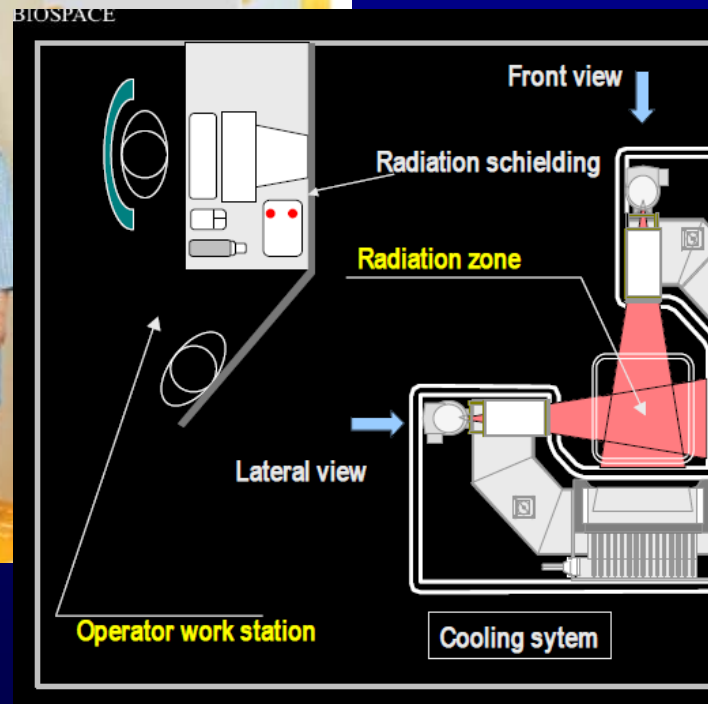 BIOSPACE
Front view
Radiation schielding
Radiation zone
Lateral view
Operator work station
Cooling sytem